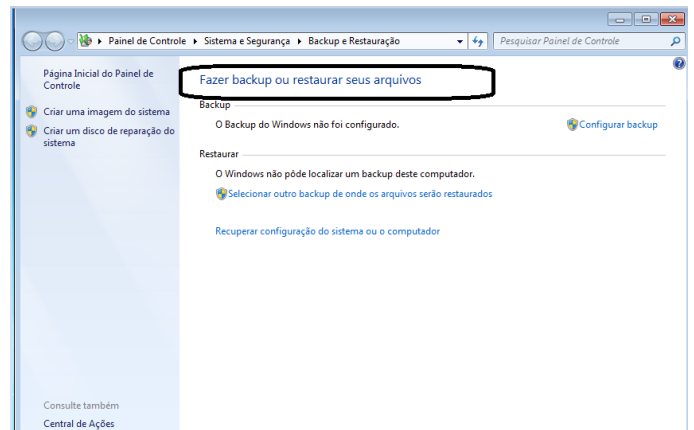 Painel de Controle ▸ Sistema e Segurança ▸ Backup e Restauração
Pesquisar Painel de Controle
Página Inicial do Painel de
Controle
Criar uma imagem do sistema
Criar um disco de reparação do
sistema
Consulte também
Central de Ações
Fazer backup ou restaurar seus arquivos
Backup
O Backup do Windows não foi configurado.
Configurar backup
Restaurar
O Windows não pôde localizar um backup deste computador.
Selecionar outro backup de onde os arquivos serão restaurados
Recuperar configuração do sistema ou o computador